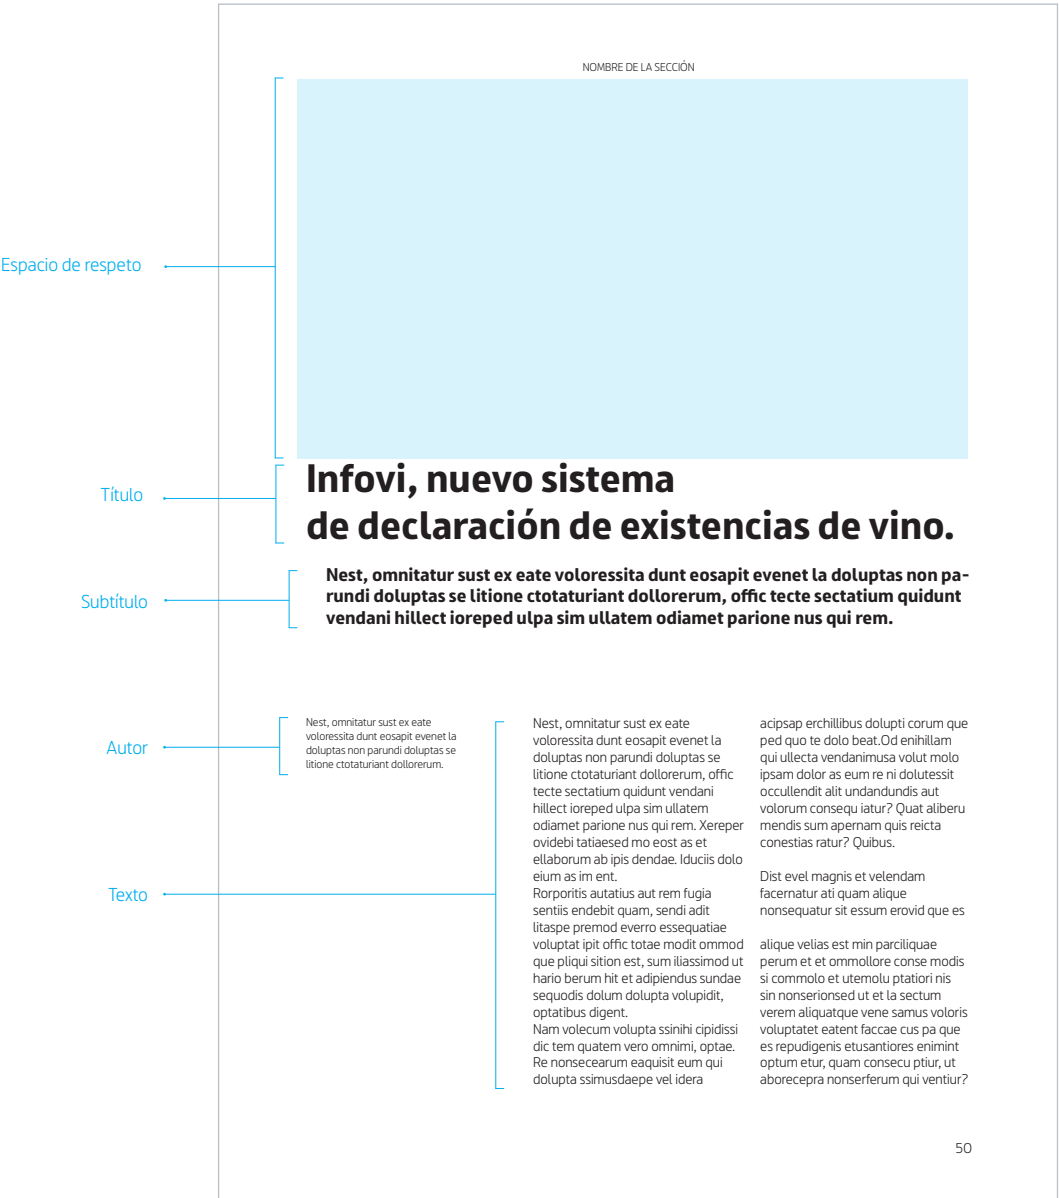 NOMBRE DE LA SECCIÓN
Espacio de respeto
Título
Infovi, nuevo sistema
de declaración de existencias de vino.
Subtítulo
Nest, omnitatur sust ex eate voloressita dunt eosapit evenet la doluptas non pa-
rundi doluptas se litione ctotaturiant dollorerum, offic tecte sectatium quidunt
vendani hillect ioreped ulpa sim ullatem odiamet parione nus qui rem.
Autor
Nest, omnitatur sust ex eate
voloressita dunt eosapit evenet la
doluptas non parundi doluptas se
litione ctotaturiant dollorerum.
Texto
Nest, omnitatur sust ex eate
voloressita dunt eosapit evenet la
doluptas non parundi doluptas se
litione ctotaturiant dollorerum, offic
tecte sectatium quidunt vendani
hillect ioreped ulpa sim ullatem
odiamet parione nus qui rem. Xereper
ovidebi tatiaesed mo eost as et
ellaborum ab ipis dendae. Iduciis dolo
eium as im ent.
Rorporitis autatius aut rem fugia
sentiis endebit quam, sendi adit
litaspe premod everro essequatiae
voluptat ipit offic totae modit ommod
que pliqui sition est, sum iliassimod ut
hario berum hit et adipiendus sundae
sequodis dolum dolupta volupidit,
optatibus digent.
Nam volecum volupta ssinihi cipidissi
dic tem quatem vero omnimi, optae.
Re nonsecearum eaquisit eum qui
dolupta ssimusdaepe vel idera
acipsap erchillibus dolupti corum que
ped quo te dolo beat.Od enihillam
qui ullecta vendanimusa volut molo
ipsam dolor as eum re ni dolutessit
occullendit alit undandundis aut
volorum consequ iatur? Quat aliberu
mendis sum apernam quis reicta
conestias ratur? Quibus.
Dist evel magnis et velendam
facernatur ati quam alique
nonsequatur sit essum erovid que es
alique velias est min parciliquae
perum et et ommollore conse modis
si commolo et utemolu ptatiori nis
sin nonserionsed ut et la sectum
verem aliquatque vene samus voloris
voluptatet eatent faccae cus pa que
es repudigenis etusantiores enimint
optum etur, quam consecu ptiur, ut
aborecepra nonserferum qui ventiur?
50